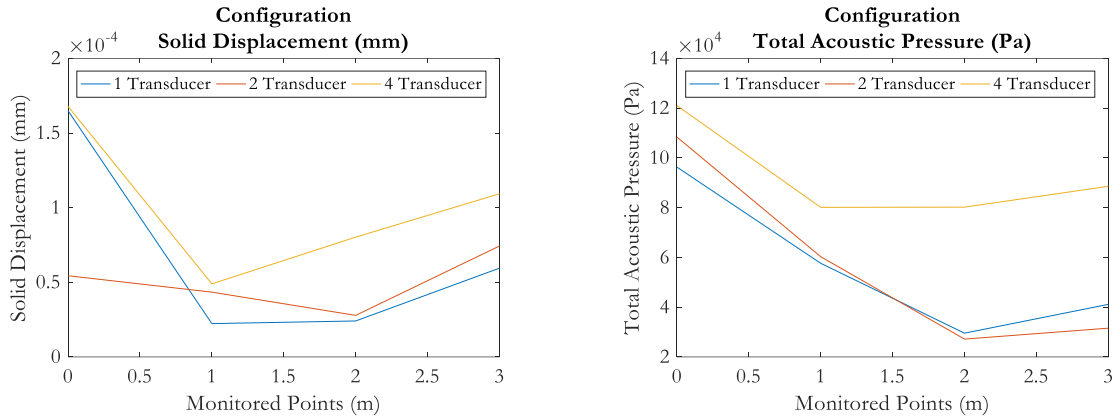 Configuration
Solid Displacement (mm)
×10⁻⁴
2
1.5
1
0.5
0
Solid Displacement (mm)
1 Transducer 2 Transducer 4 Transducer
0 0.5 1 1.5 2 2.5 3
Monitored Points (m)
Configuration
Total Acoustic Pressure (Pa)
×10⁴
14
12
10
8
6
4
2
Total Acoustic Pressure (Pa)
1 Transducer 2 Transducer 4 Transducer
0 0.5 1 1.5 2 2.5 3
Monitored Points (m)